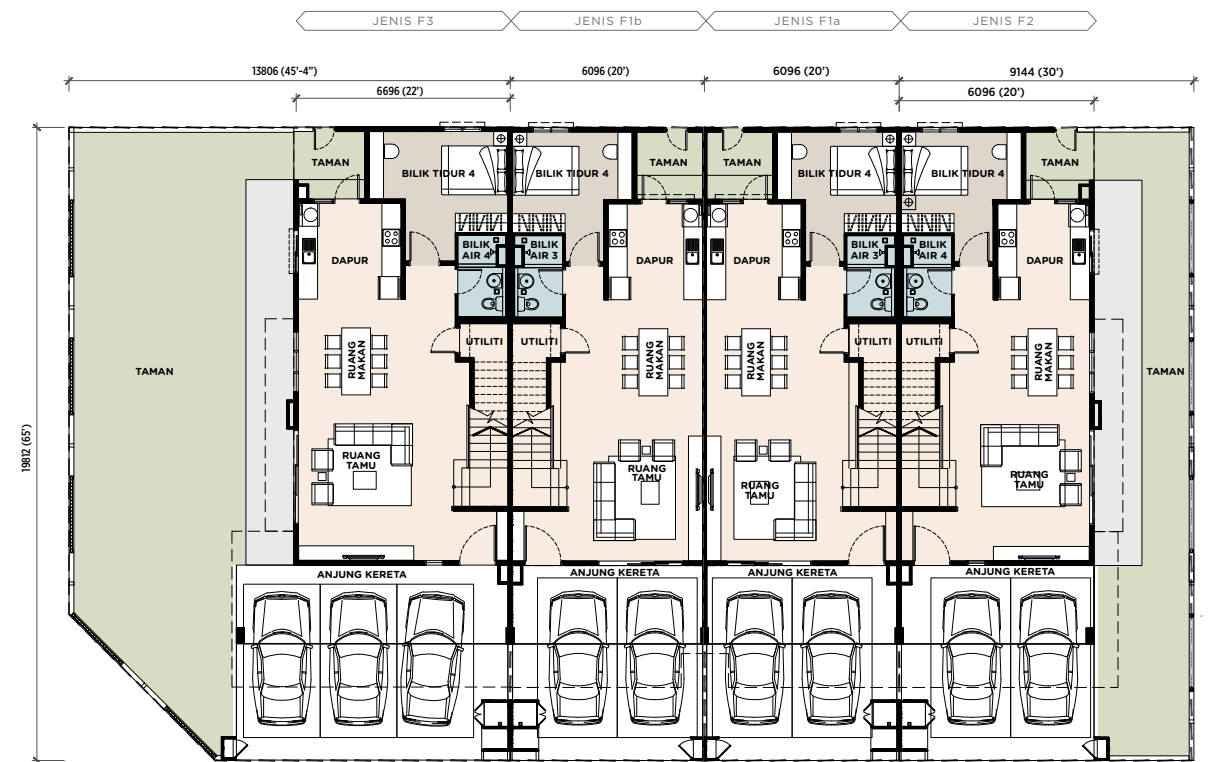 JENIS F3 JENIS F1b JENIS F1a JENIS F2
13806 (45'-4") 6096 (20') 6096 (20') 9144 (30')
6696 (22') 6096 (20')
TAMAN TAMAN TAMAN TAMAN
BILIK TIDUR 4 BILIK TIDUR 4 BILIK TIDUR 4 BILIK TIDUR 4
BILIK
AIR 4
BILIK
AIR 3
BILIK
AIR 3
BILIK
AIR 4
DAPUR DAPUR DAPUR DAPUR
UTILITI UTILITI UTILITI UTILITI
RUANG
MAKAN
RUANG
MAKAN
RUANG
MAKAN
RUANG
MAKAN
TAMAN TAMAN
19812 (65')
RUANG
TAMU
RUANG
TAMU
RUANG
TAMU
RUANG
TAMU
ANJUNG KERETA ANJUNG KERETA ANJUNG KERETA ANJUNG KERETA